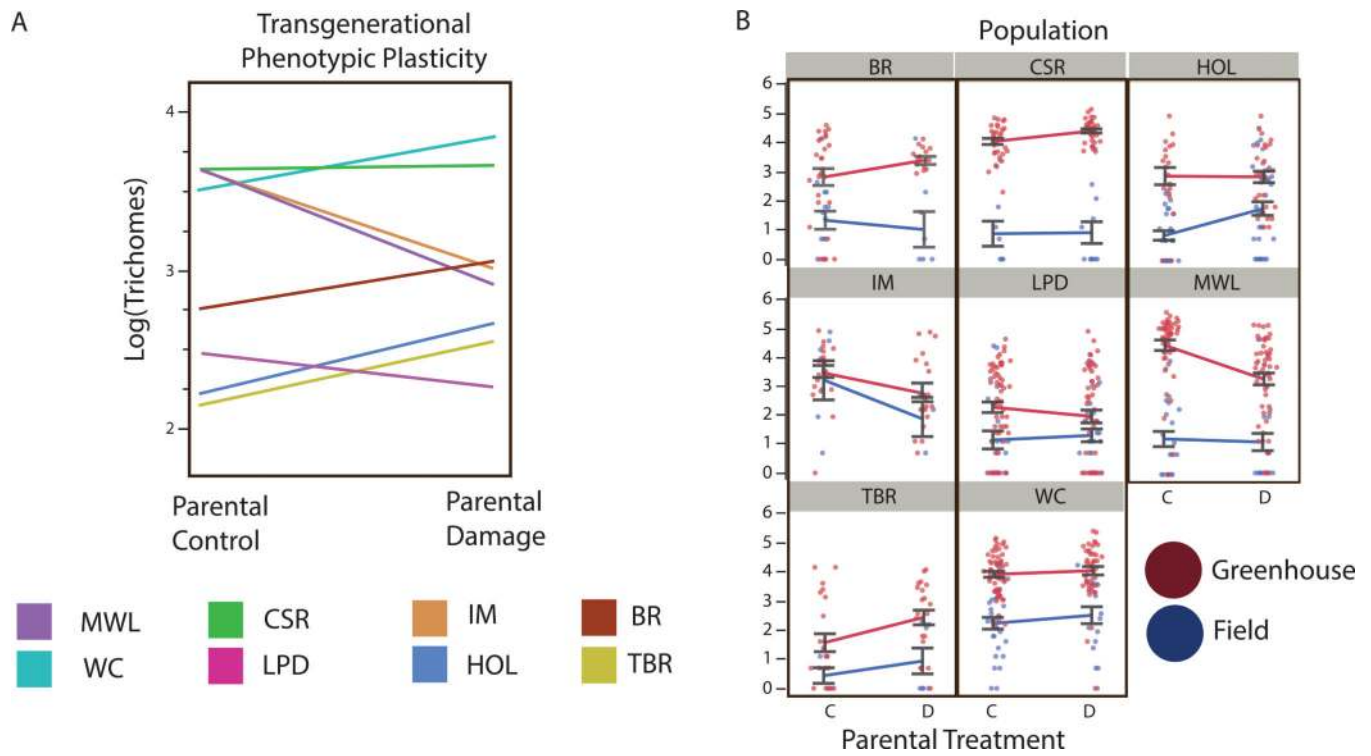 A
Transgenerational
Phenotypic Plasticity
Log(Trichomes)
4
3
2
Parental
Control
Parental
Damage
MWL
CSR
IM
BR
WC
LPD
HOL
TBR
B
Population
BR
CSR
HOL
6
5
4
3
2
1
0
IM
LPD
MWL
6
5
4
3
2
1
0
C
D
TBR
WC
6
5
4
3
2
1
0
C
D
C
D
Parental Treatment
Greenhouse
Field